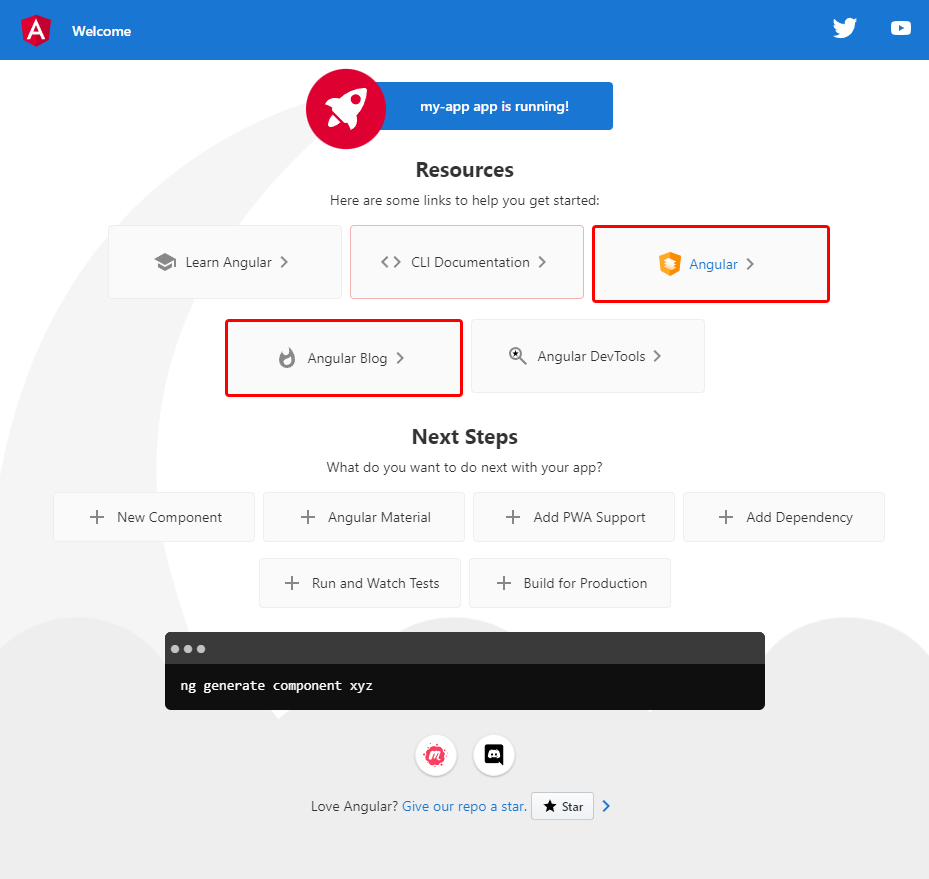 Welcome
my-app app is running!
Resources
Here are some links to help you get started:
Learn Angular
CLI Documentation
Angular
Angular Blog
Angular DevTools
Next Steps
What do you want to do next with your app?
New Component
Angular Material
Add PWA Support
Add Dependency
Run and Watch Tests
Build for Production
ng generate component xyz
Love Angular? Give our repo a star. Star